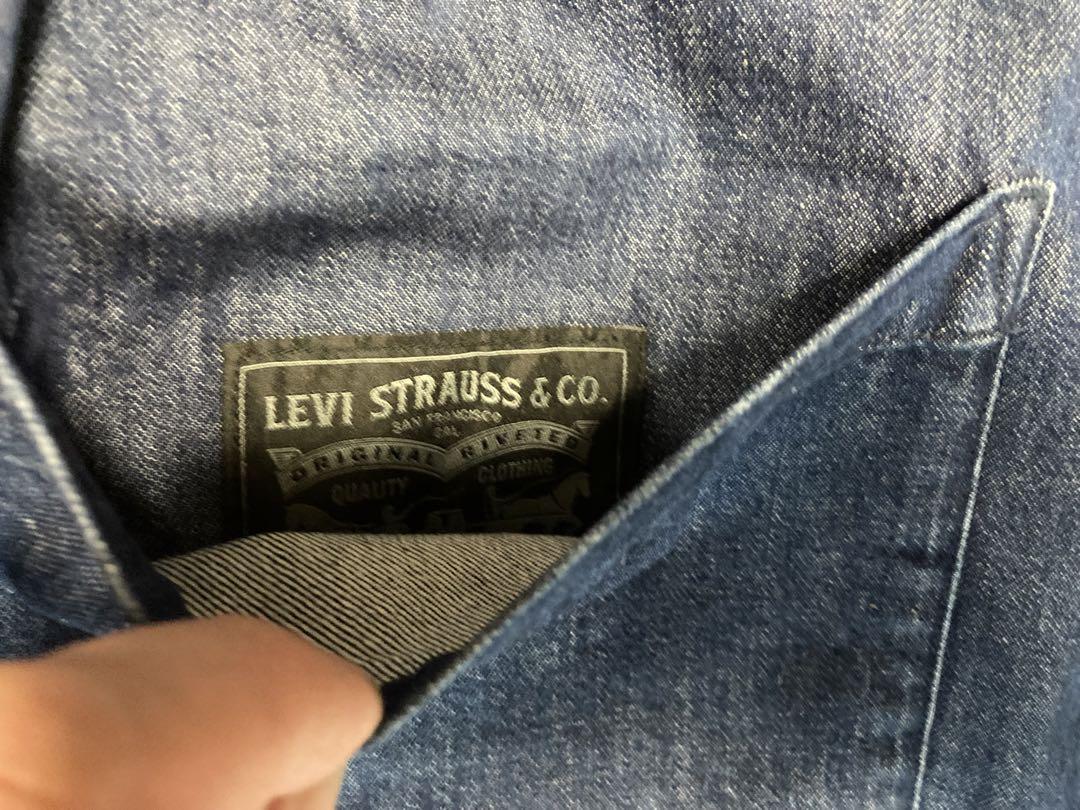 LEVI STRAUSS & CO.
SAN FRANCISCO
CAL.
ORIGINAL RIVETED
QUALITY CLOTHING